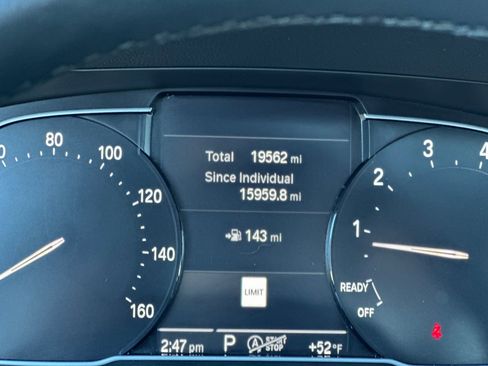 80
100
120
140
160
Total 19562 mi
Since Individual
15959.8 mi
143 mi
LIMIT
2:47 pm P A START STOP +52°F
1
2
3
4
READY
OFF